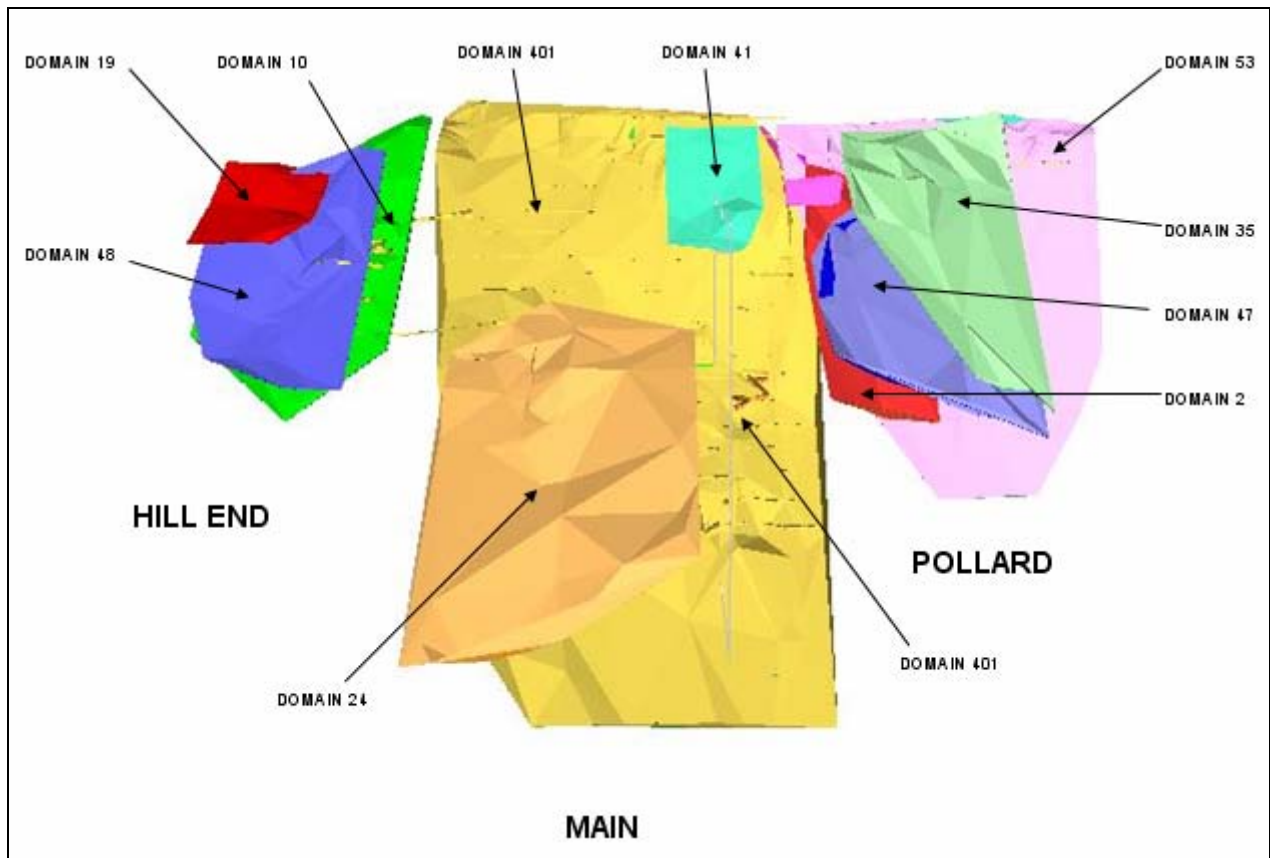 DOMAIN 19
DOMAIN 10
DOMAIN 401
DOMAIN 41
DOMAIN 53
DOMAIN 48
DOMAIN 35
DOMAIN 47
DOMAIN 2
HILL END
POLLARD
DOMAIN 401
DOMAIN 24
MAIN